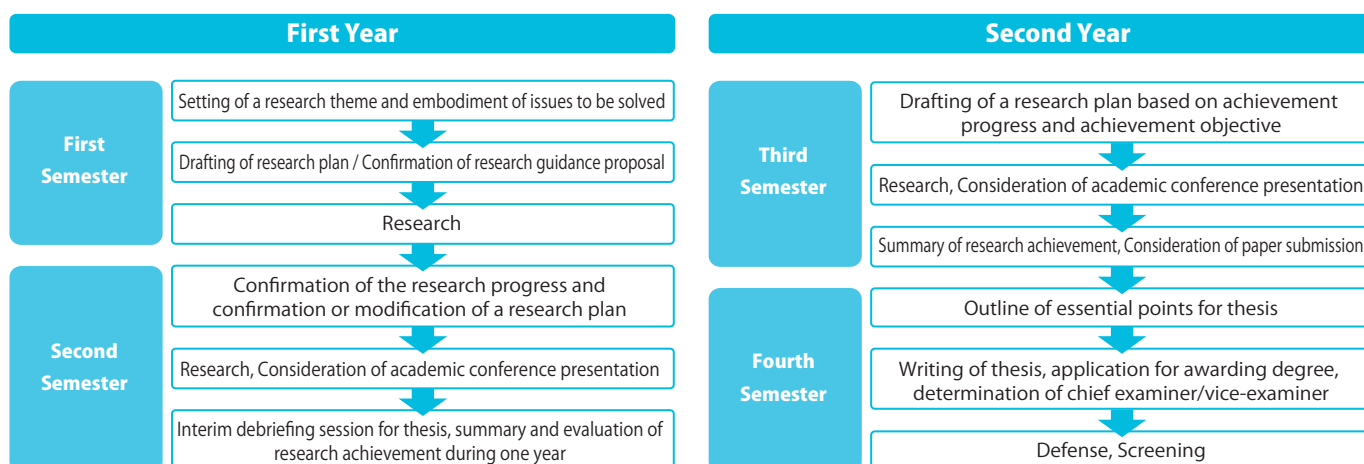 First Year
First
Semester
Setting of a research theme and embodiment of issues to be solved
Drafting of research plan / Confirmation of research guidance proposal
Research
Second
Semester
Confirmation of the research progress and
confirmation or modification of a research plan
Research, Consideration of academic conference presentation
Interim debriefing session for thesis, summary and evaluation of
research achievement during one year
Second Year
Third
Semester
Drafting of a research plan based on achievement
progress and achievement objective
Research, Consideration of academic conference presentation
Summary of research achievement, Consideration of paper submission
Fourth
Semester
Outline of essential points for thesis
Writing of thesis, application for awarding degree,
determination of chief examiner/vice-examiner
Defense, Screening